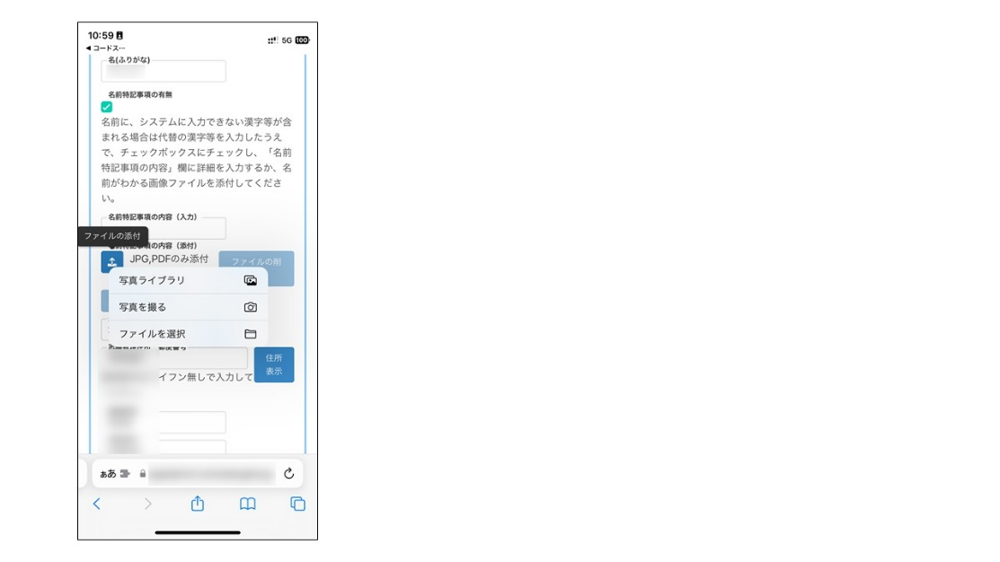 10:59
5G 100
◀ コードス…
名(ふりがな)
名前特記事項の有無
名前に、システムに入力できない漢字等が含
まれる場合は代替の漢字等を入力したうえ
で、チェックボックスにチェックし、「名前
特記事項の内容」欄に詳細を入力するか、名
前がわかる画像ファイルを添付してくださ
い。
名前特記事項の内容（入力）
ファイルの添付
前特記事項の内容（添付）
JPG,PDFのみ添付
ファイルの削
写真ライブラリ
写真を撮る
ファイルを選択
住所
表示
イフン無しで入力して
ぁあ